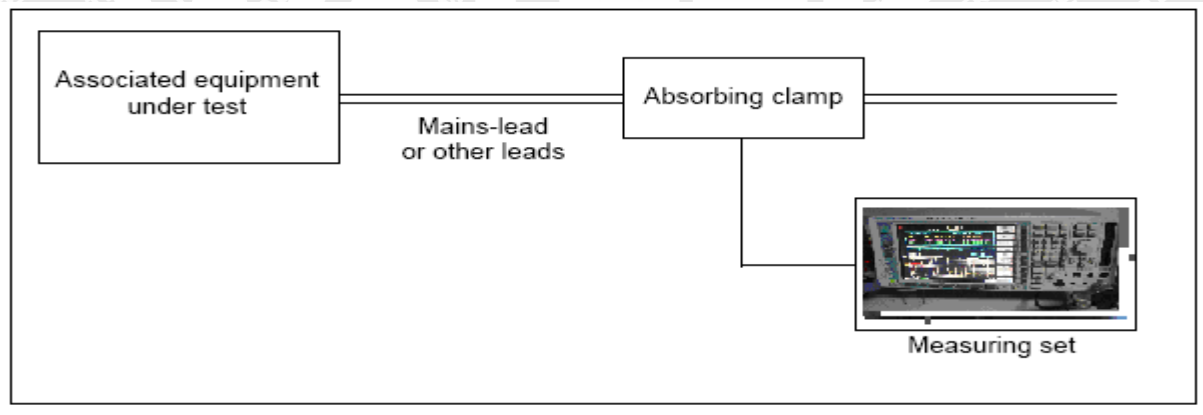 Associated equipment
under test
Mains-lead
or other leads
Absorbing clamp
Measuring set